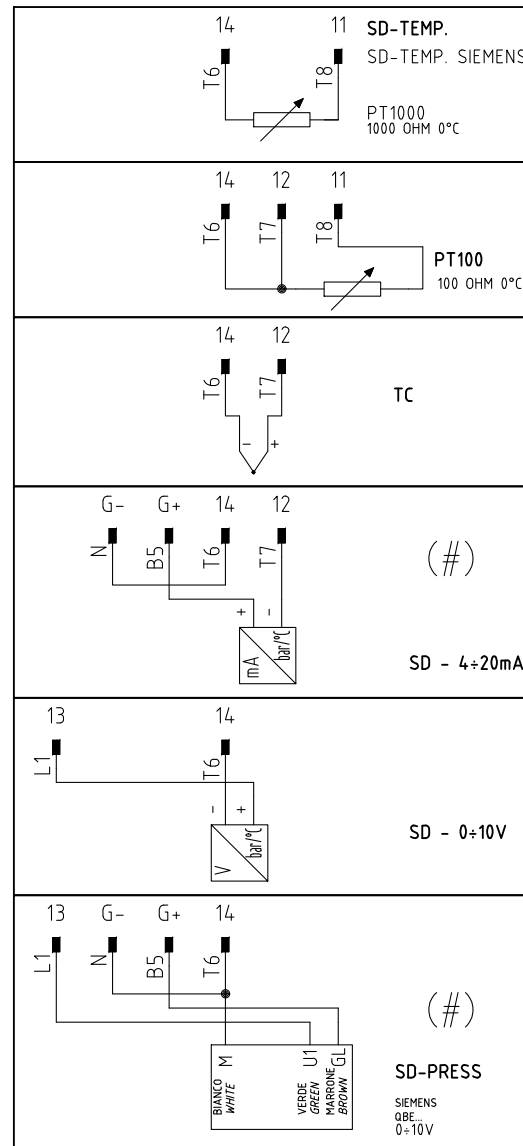 14 11 SD-TEMP.
SD-TEMP. SIEMENS
T6 T8
PT1000
1000 OHM 0°C
14 12 11
T6 T7 T8
PT100
100 OHM 0°C
14 12
T6 T7
TC
- +
G- G+ 14 12
N B5 T6 T7
(#)
+ -
mA bar/°C
SD - 4÷20mA
13 14
L1 T6
- +
V bar/°C
SD - 0÷10V
13 G- G+ 14
L1 N B5 T6
(#)
M U1 GL
BIANCO VERDE MARRONE
WHITE GREEN BROWN
SD-PRESS
SIEMENS
QBE...
0÷10V